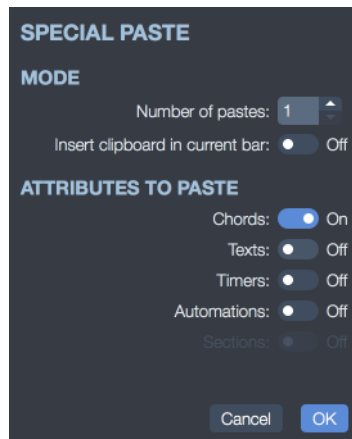 SPECIAL PASTE
MODE
Number of pastes: 1
Insert clipboard in current bar: Off
ATTRIBUTES TO PASTE
Chords: On
Texts: Off
Timers: Off
Automations: Off
Sections: Off
Cancel OK